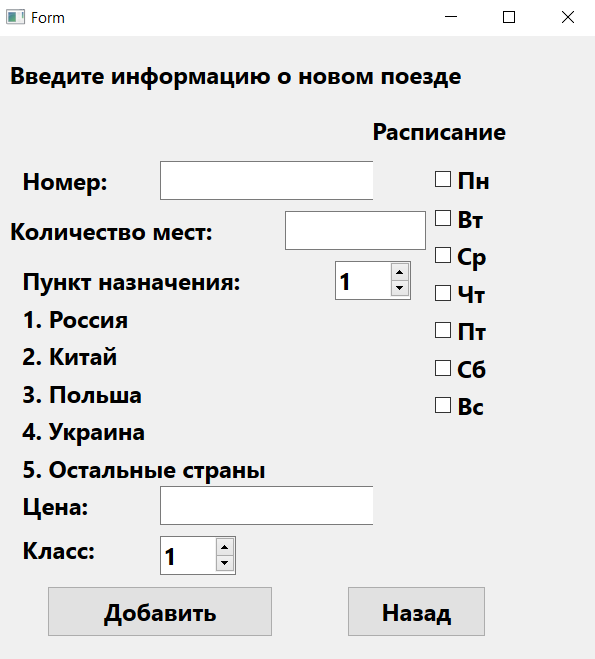 Form
Введите информацию о новом поезде
Расписание
Номер:
Пн
Вт
Количество мест:
Ср
Пункт назначения: 1
Чт
1. Россия
Пт
2. Китай
Сб
3. Польша
Вс
4. Украина
5. Остальные страны
Цена:
Класс: 1
Добавить Назад